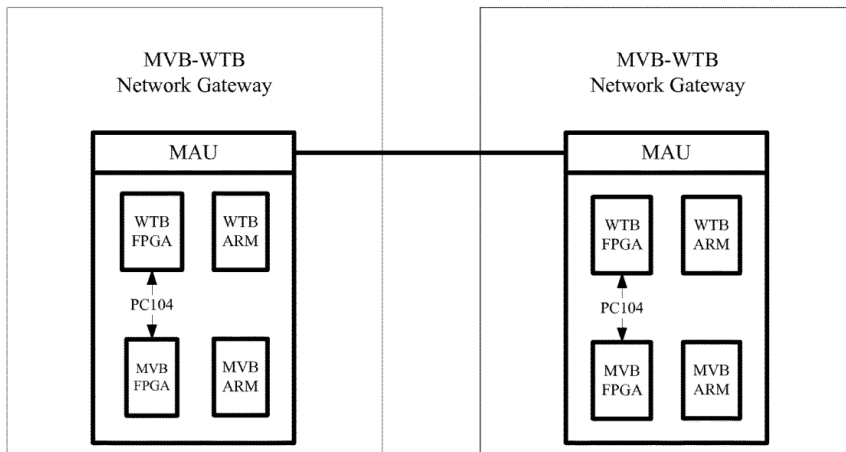 MVB-WTB
Network Gateway
MAU
WTB
FPGA
WTB
ARM
PC104
MVB
FPGA
MVB
ARM
MVB-WTB
Network Gateway
MAU
WTB
FPGA
WTB
ARM
PC104
MVB
FPGA
MVB
ARM